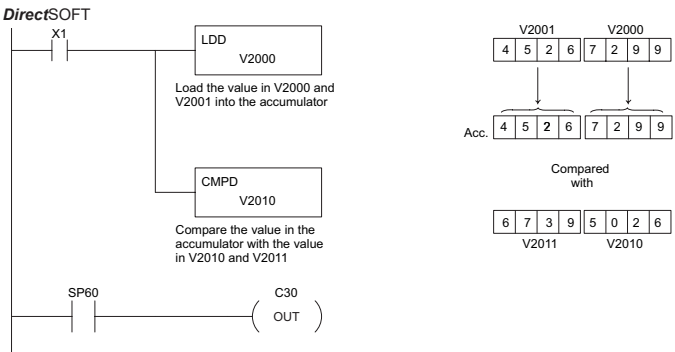 DirectSOFT
X1
LDD
V2000
Load the value in V2000 and
V2001 into the accumulator
CMPD
V2010
Compare the value in the
accumulator with the value
in V2010 and V2011
SP60
C30
OUT
V2001 V2000
4 5 2 6 7 2 9 9
Acc. 4 5 2 6 7 2 9 9
Compared
with
6 7 3 9 5 0 2 6
V2011 V2010